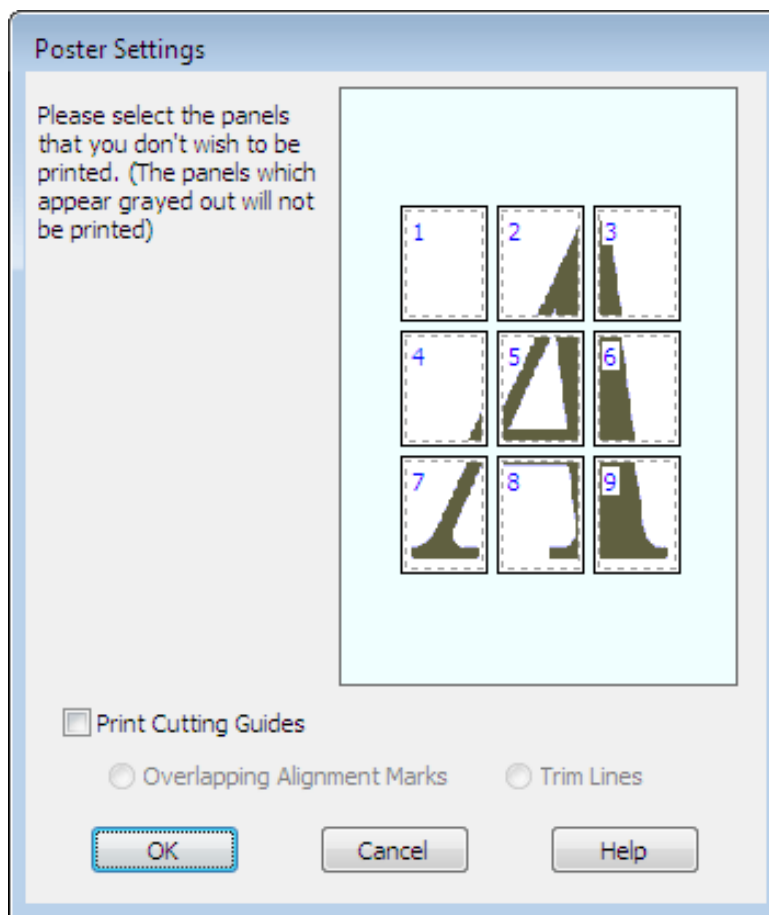 Poster Settings
Please select the panels
that you don't wish to be
printed. (The panels which
appear grayed out will not
be printed)
1 2 3
4 5 6
7 8 9
Print Cutting Guides
Overlapping Alignment Marks Trim Lines
OK Cancel Help